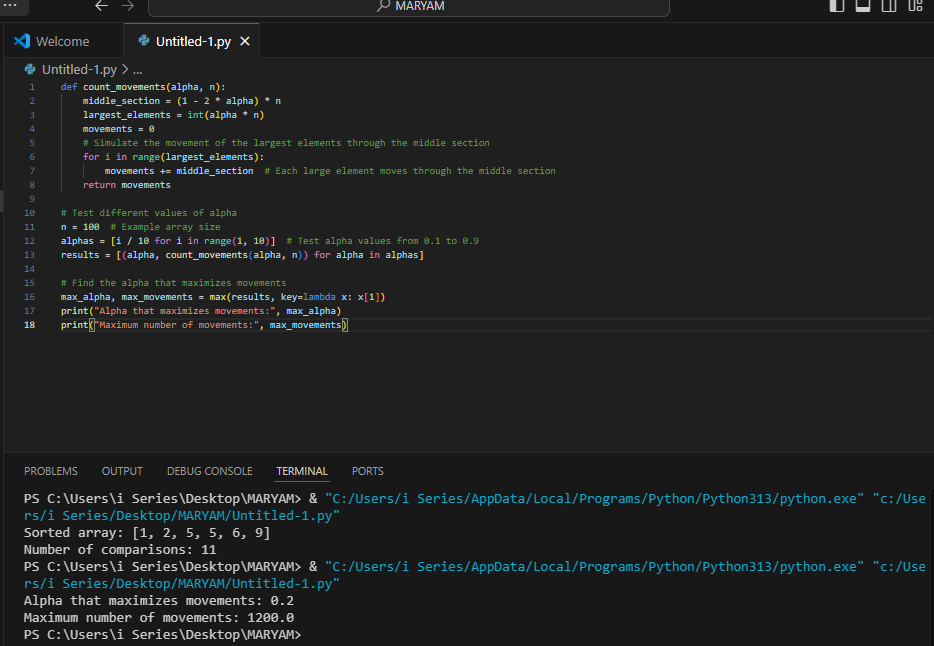 MARYAM
Welcome
Untitled-1.py
Untitled-1.py > ...
1 def count_movements(alpha, n):
2     middle_section = (1 - 2 * alpha) * n
3     largest_elements = int(alpha * n)
4     movements = 0
5     # Simulate the movement of the largest elements through the middle section
6     for i in range(largest_elements):
7         movements += middle_section  # Each large element moves through the middle section
8     return movements
9
10 # Test different values of alpha
11 n = 100  # Example array size
12 alphas = [i / 10 for i in range(1, 10)]  # Test alpha values from 0.1 to 0.9
13 results = [(alpha, count_movements(alpha, n)) for alpha in alphas]
14
15 # Find the alpha that maximizes movements
16 max_alpha, max_movements = max(results, key=lambda x: x[1])
17 print("Alpha that maximizes movements:", max_alpha)
18 print("Maximum number of movements:", max_movements)
PROBLEMS OUTPUT DEBUG CONSOLE TERMINAL PORTS
PS C:\Users\i Series\Desktop\MARYAM> & "C:/Users/i Series/AppData/Local/Programs/Python/Python313/python.exe" "c:/Use
rs/i Series/Desktop/MARYAM/Untitled-1.py"
Sorted array: [1, 2, 5, 5, 6, 9]
Number of comparisons: 11
PS C:\Users\i Series\Desktop\MARYAM> & "C:/Users/i Series/AppData/Local/Programs/Python/Python313/python.exe" "c:/Use
rs/i Series/Desktop/MARYAM/Untitled-1.py"
Alpha that maximizes movements: 0.2
Maximum number of movements: 1200.0
PS C:\Users\i Series\Desktop\MARYAM>